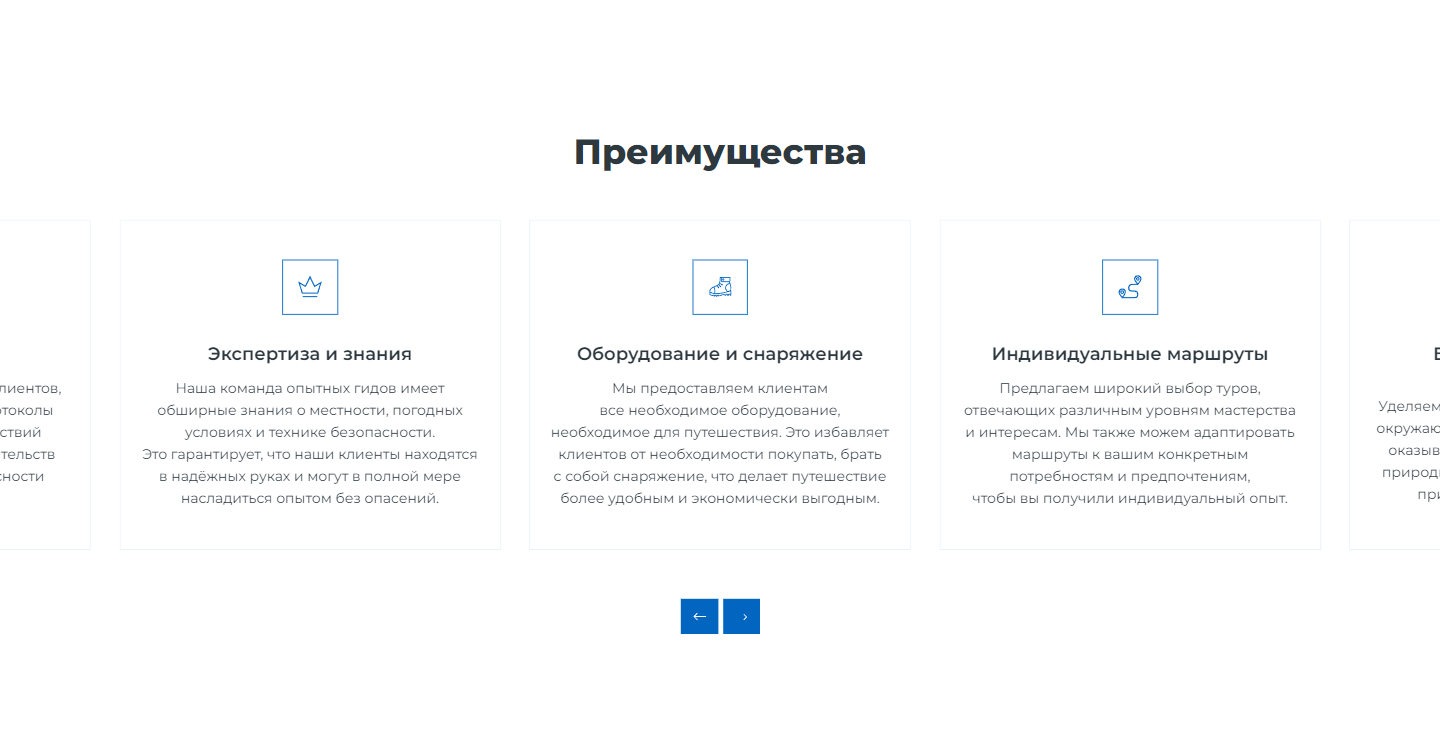 Преимущества
лиентов,
ствий
сности
Экспертиза и знания
Наша команда опытных гидов имеет
обширные знания о местности, погодных
условиях и технике безопасности.
Это гарантирует, что наши клиенты находятся
в надёжных руках и могут в полной мере
насладиться опытом без опасений.
Оборудование и снаряжение
Мы предоставляем клиентам
все необходимое оборудование,
необходимое для путешествия. Это избавляет
клиентов от необходимости покупать, брать
с собой снаряжение, что делает путешествие
более удобным и экономически выгодным.
Индивидуальные маршруты
Предлагаем широкий выбор туров,
отвечающих различным уровням мастерства
и интересам. Мы также можем адаптировать
маршруты к вашим конкретным
потребностям и предпочтениям,
чтобы вы получили индивидуальный опыт.
Уделяем
окружаю
оказыв
природ
при